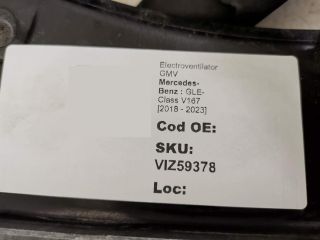 Electroventilator
GMV
Mercedes-
Benz : GLE-
Class V167
[2018 - 2023]
Cod OE:
SKU:
VIZ59378
Loc: